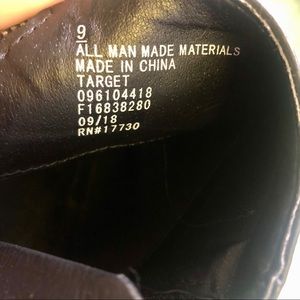 9
ALL MAN MADE MATERIALS
MADE IN CHINA
TARGET
096104418
F16838280
09/18
RN#17730